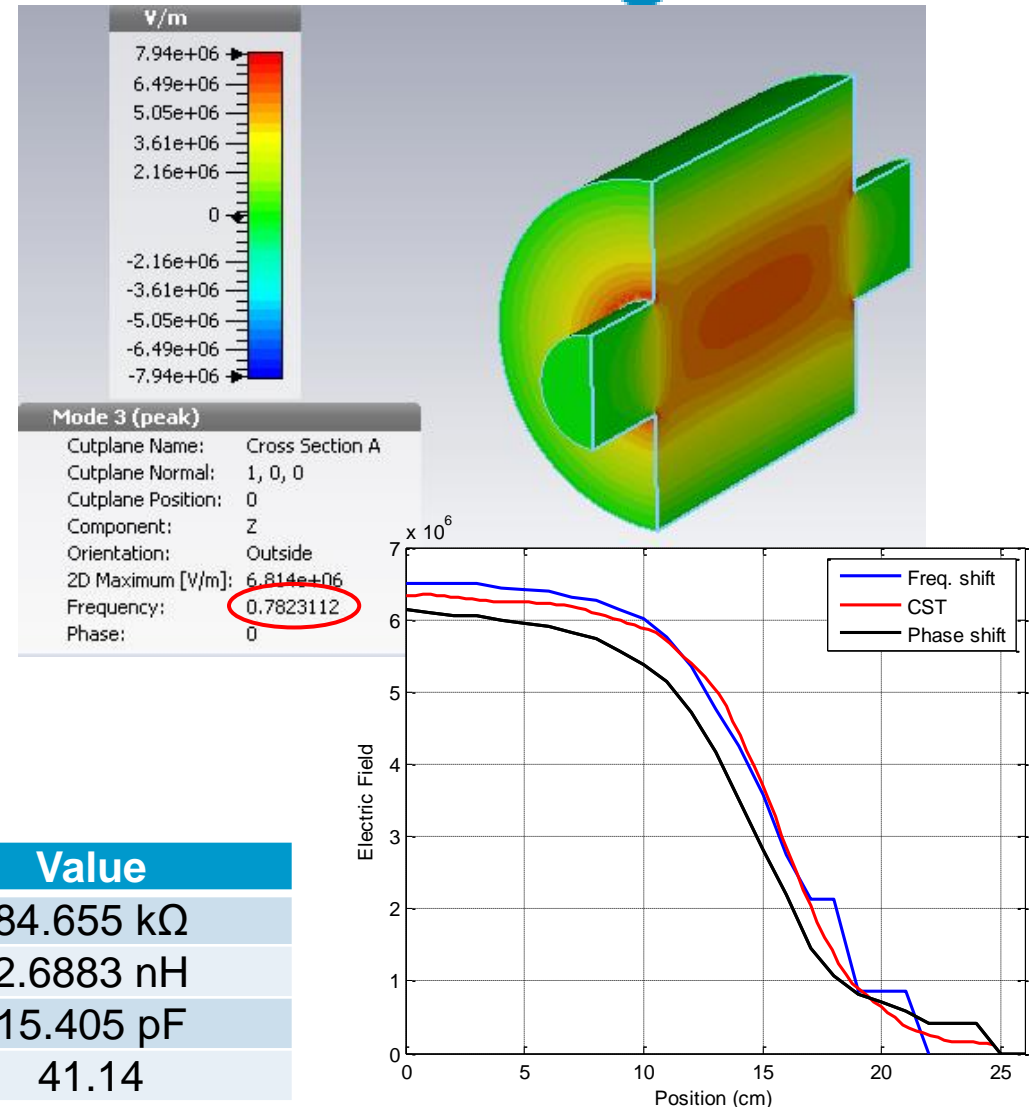 V/m
7.94e+06
6.49e+06
5.05e+06
3.61e+06
2.16e+06
0
-2.16e+06
-3.61e+06
-5.05e+06
-6.49e+06
-7.94e+06
Mode 3 (peak)
Cutplane Name: Cross Section A
Cutplane Normal: 1, 0, 0
Cutplane Position: 0
Component: Z
Orientation: Outside
2D Maximum [V/m]: 6.814e+06
Frequency: 0.7823112
Phase: 0
x 10^6
7
6
5
4
3
2
1
0
Electric Field
Freq. shift
CST
Phase shift
0 5 10 15 20 25
Position (cm)
Value
84.655 kΩ
2.6883 nH
15.405 pF
41.14